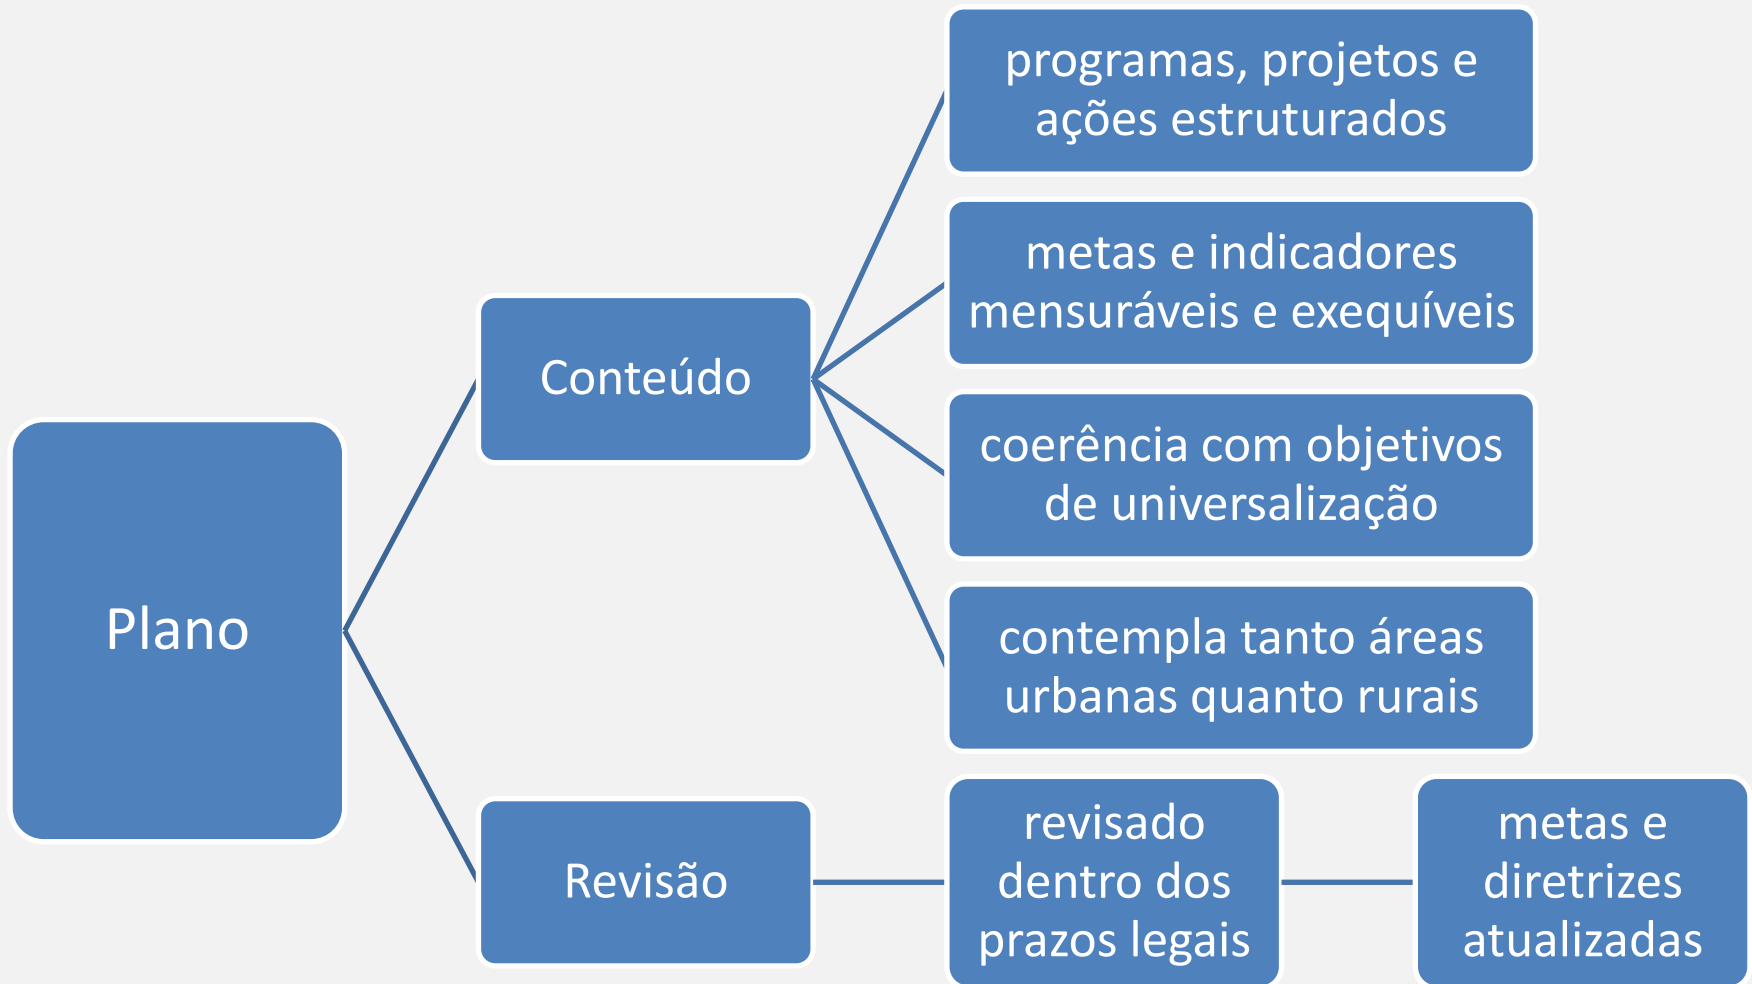 Plano
Conteúdo
programas, projetos e
ações estruturados
metas e indicadores
mensuráveis e exequíveis
coerência com objetivos
de universalização
contempla tanto áreas
urbanas quanto rurais
Revisão
revisado
dentro dos
prazos legais
metas e
diretrizes
atualizadas